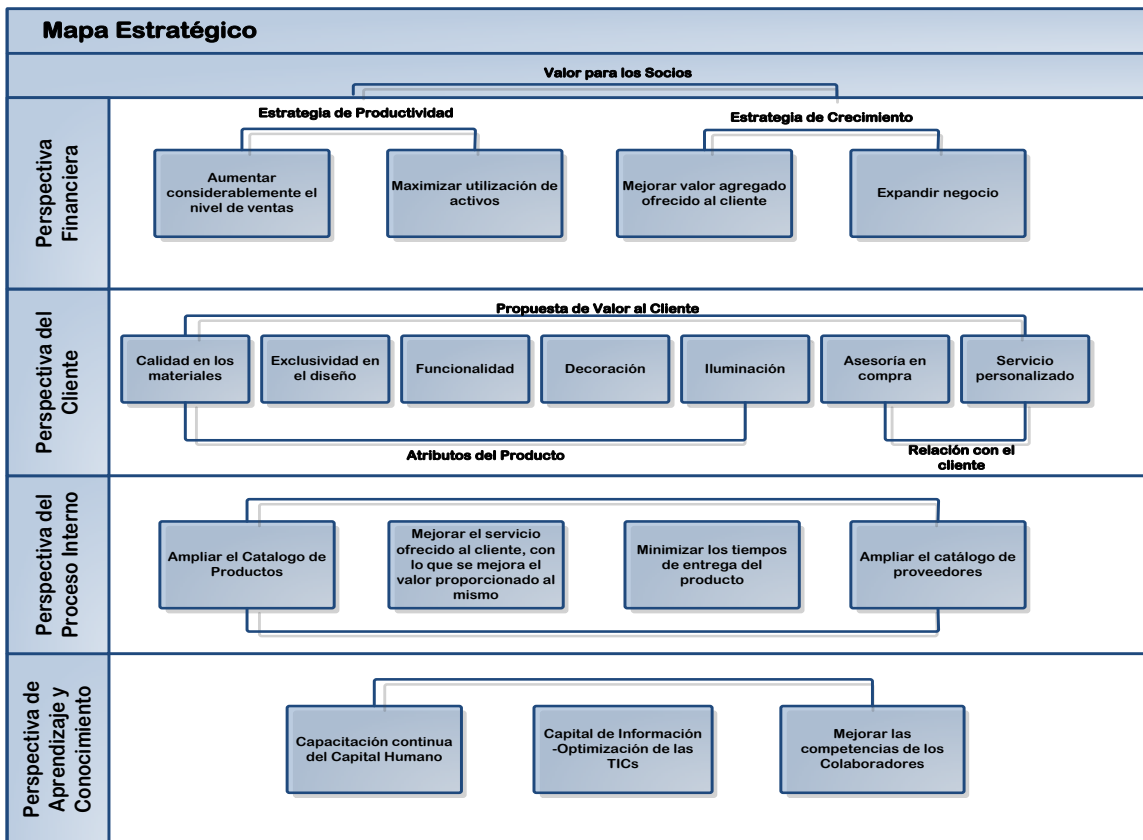 Mapa Estratégico
Valor para los Socios
Perspectiva
Financiera
Estrategia de Productividad
Estrategia de Crecimiento
Aumentar
considerablemente el
nivel de ventas
Maximizar utilización de
activos
Mejorar valor agregado
ofrecido al cliente
Expandir negocio
Perspectiva del
Cliente
Propuesta de Valor al Cliente
Calidad en los
materiales
Exclusividad en
el diseño
Funcionalidad
Decoración
Iluminación
Asesoría en
compra
Servicio
personalizado
Atributos del Producto
Relación con el
cliente
Perspectiva del
Proceso Interno
Ampliar el Catalogo de
Productos
Mejorar el servicio
ofrecido al cliente, con
lo que se mejora el
valor proporcionado al
mismo
Minimizar los tiempos
de entrega del
producto
Ampliar el catálogo de
proveedores
Perspectiva de
Aprendizaje y
Conocimiento
Capacitación continua
del Capital Humano
Capital de Información
-Optimización de las
TICs
Mejorar las
competencias de los
Colaboradores